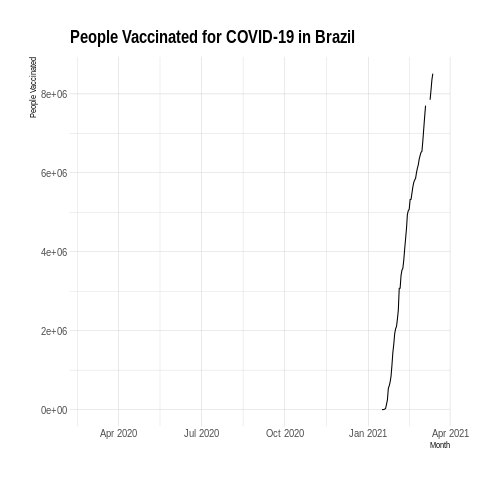 People Vaccinated for COVID-19 in Brazil
People Vaccinated
8e+06
6e+06
4e+06
2e+06
0e+00
Apr 2020 Jul 2020 Oct 2020 Jan 2021 Apr 2021
Month